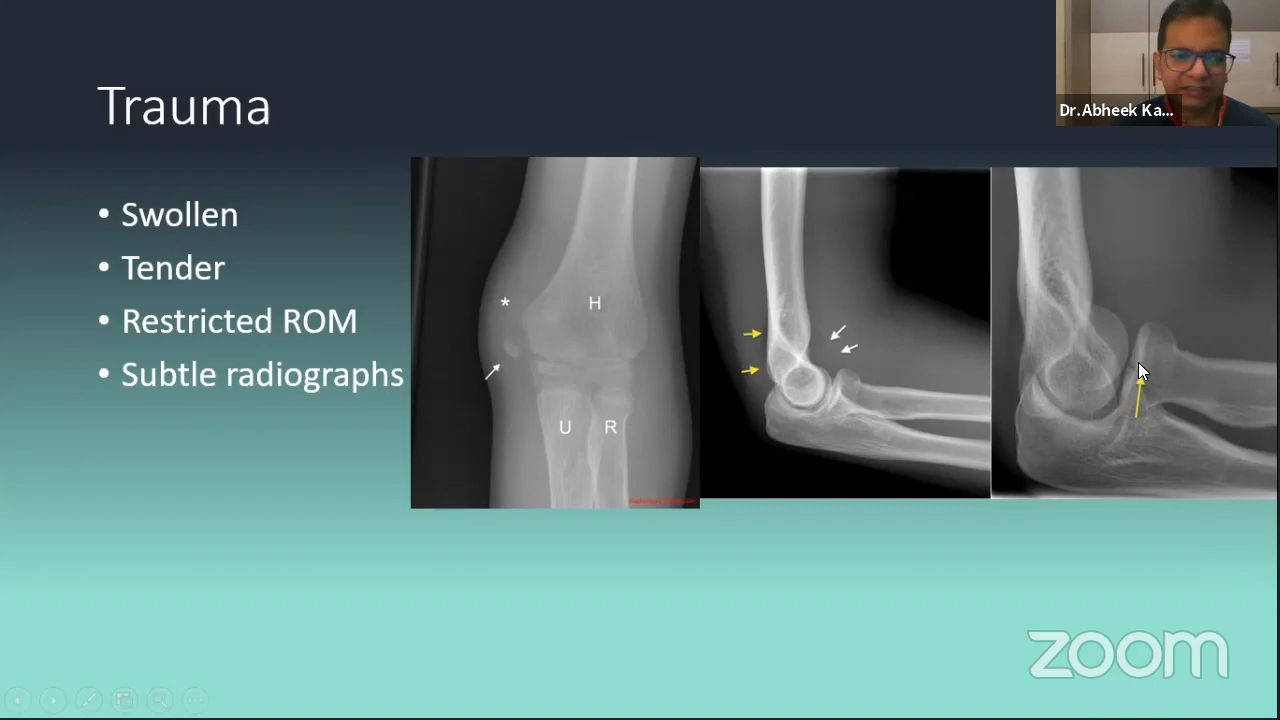 Dr.Abheek Ka...
Trauma
• Swollen
• Tender
• Restricted ROM
• Subtle radiographs
*
H
U R
zoom